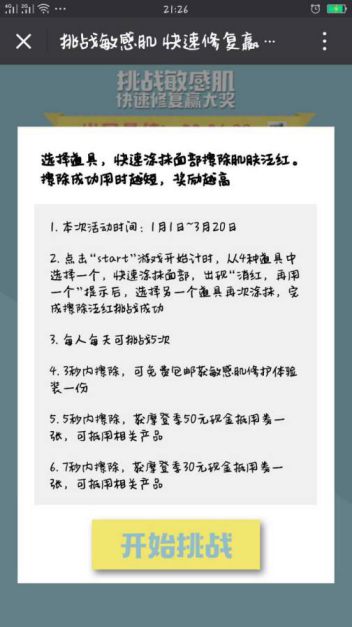 21:26
挑战敏感肌 快速修复赢…
挑战敏感肌
快速修复赢大奖
选择道具，快速涂抹面部擦除肌肤泛红。
擦除成功用时越短，奖励越高
1. 本次活动时间：1月1日~3月20日
2. 点击“start”游戏开始计时，从4种道具中
选择一个，快速涂抹面部，出现“消红，再用
一个”提示后，选择另一个道具再次涂抹，完
成擦除泛红挑战成功
3. 每人每天可挑战5次
4. 3秒内擦除，可免费包邮获敏感肌修护体验
装一份
5. 5秒内擦除，获摩登季50元现金抵用券一
张，可抵用相关产品
6. 7秒内擦除，获摩登季30元现金抵用券一
张，可抵用相关产品
开始挑战